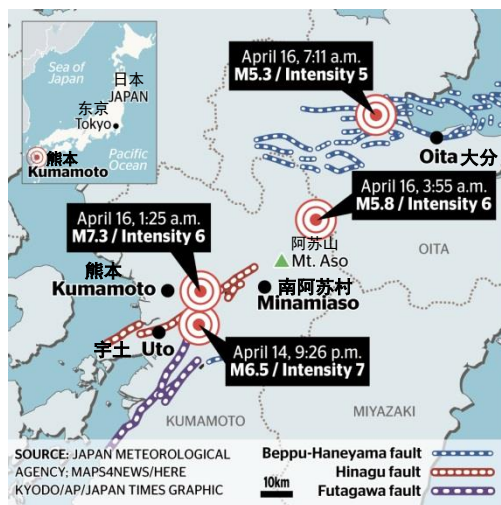 Sea of
Japan
日本
JAPAN
东京
Tokyo
Pacific
Ocean
熊本
Kumamoto
April 16, 7:11 a.m.
M5.3 / Intensity 5
Oita 大分
April 16, 3:55 a.m.
M5.8 / Intensity 6
OITA
April 16, 1:25 a.m.
M7.3 / Intensity 6
阿苏山
Mt. Aso
熊本
Kumamoto
南阿苏村
Minamiaso
宇土 Uto
April 14, 9:26 p.m.
M6.5 / Intensity 7
KUMAMOTO
MIYAZAKI
SOURCE: JAPAN METEOROLOGICAL
AGENCY; MAPS4NEWS/HERE
KYODO/AP/JAPAN TIMES GRAPHIC
10km
Beppu-Haneyama fault
Hinagu fault
Futagawa fault